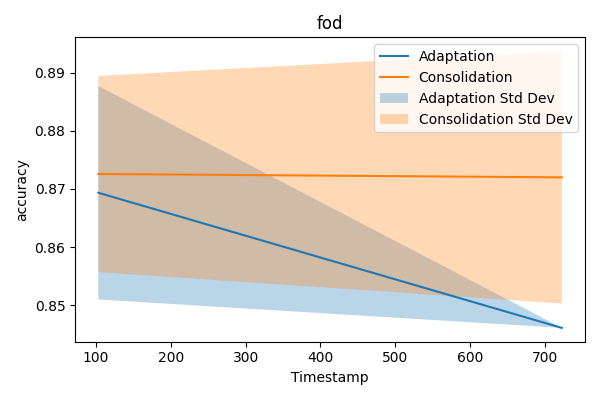 fod
Adaptation
Consolidation
Adaptation Std Dev
Consolidation Std Dev
accuracy
0.89
0.88
0.87
0.86
0.85
100 200 300 400 500 600 700
Timestamp